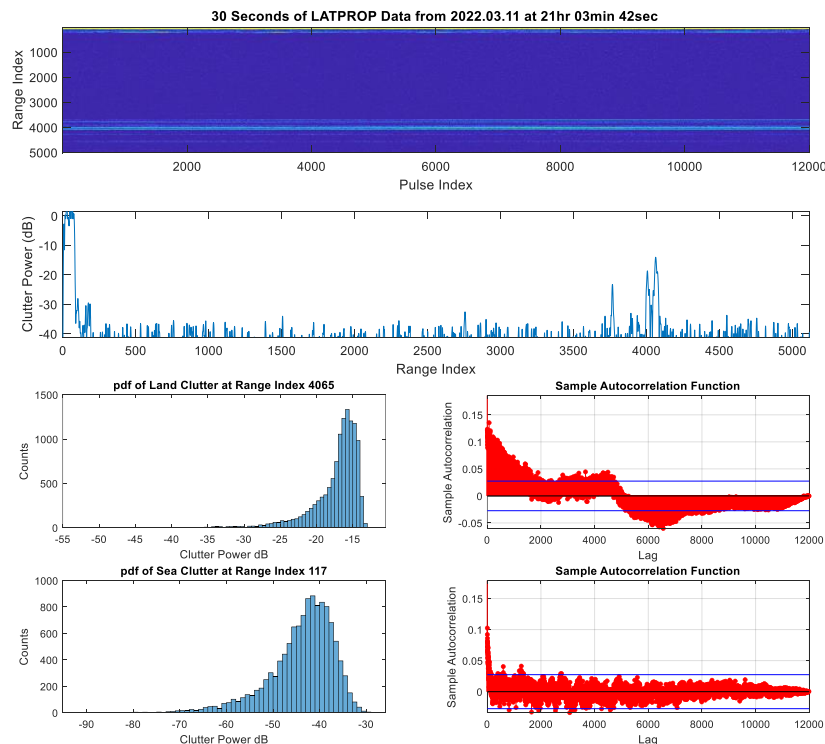 30 Seconds of LATPROP Data from 2022.03.11 at 21hr 03min 42sec
Range Index
1000
2000
3000
4000
5000
2000 4000 6000 8000 10000 12000
Pulse Index
Clutter Power (dB)
0
-10
-20
-30
-40
0 500 1000 1500 2000 2500 3000 3500 4000 4500 5000
Range Index
pdf of Land Clutter at Range Index 4065
Counts
1500
1000
500
0
-55 -50 -45 -40 -35 -30 -25 -20 -15
Clutter Power dB
Sample Autocorrelation Function
Sample Autocorrelation
0.15
0.1
0.05
0
-0.05
0 2000 4000 6000 8000 10000 12000
Lag
pdf of Sea Clutter at Range Index 117
Counts
1000
800
600
400
200
0
-90 -80 -70 -60 -50 -40 -30
Clutter Power dB
Sample Autocorrelation Function
Sample Autocorrelation
0.15
0.1
0.05
0
0 2000 4000 6000 8000 10000 12000
Lag